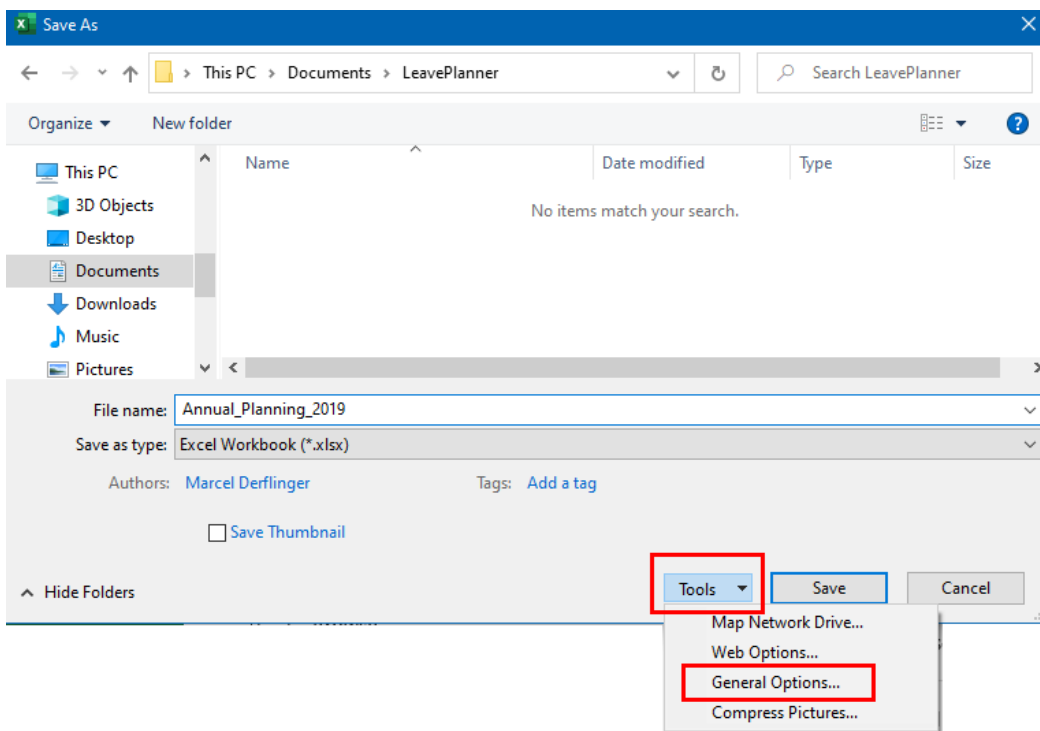 Save As
This PC > Documents > LeavePlanner
Search LeavePlanner
Organize
New folder
Name
Date modified
Type
Size
No items match your search.
This PC
3D Objects
Desktop
Documents
Downloads
Music
Pictures
File name: Annual_Planning_2019
Save as type: Excel Workbook (*.xlsx)
Authors: Marcel Derflinger
Tags: Add a tag
Save Thumbnail
Hide Folders
Tools
Save
Cancel
Map Network Drive...
Web Options...
General Options...
Compress Pictures...